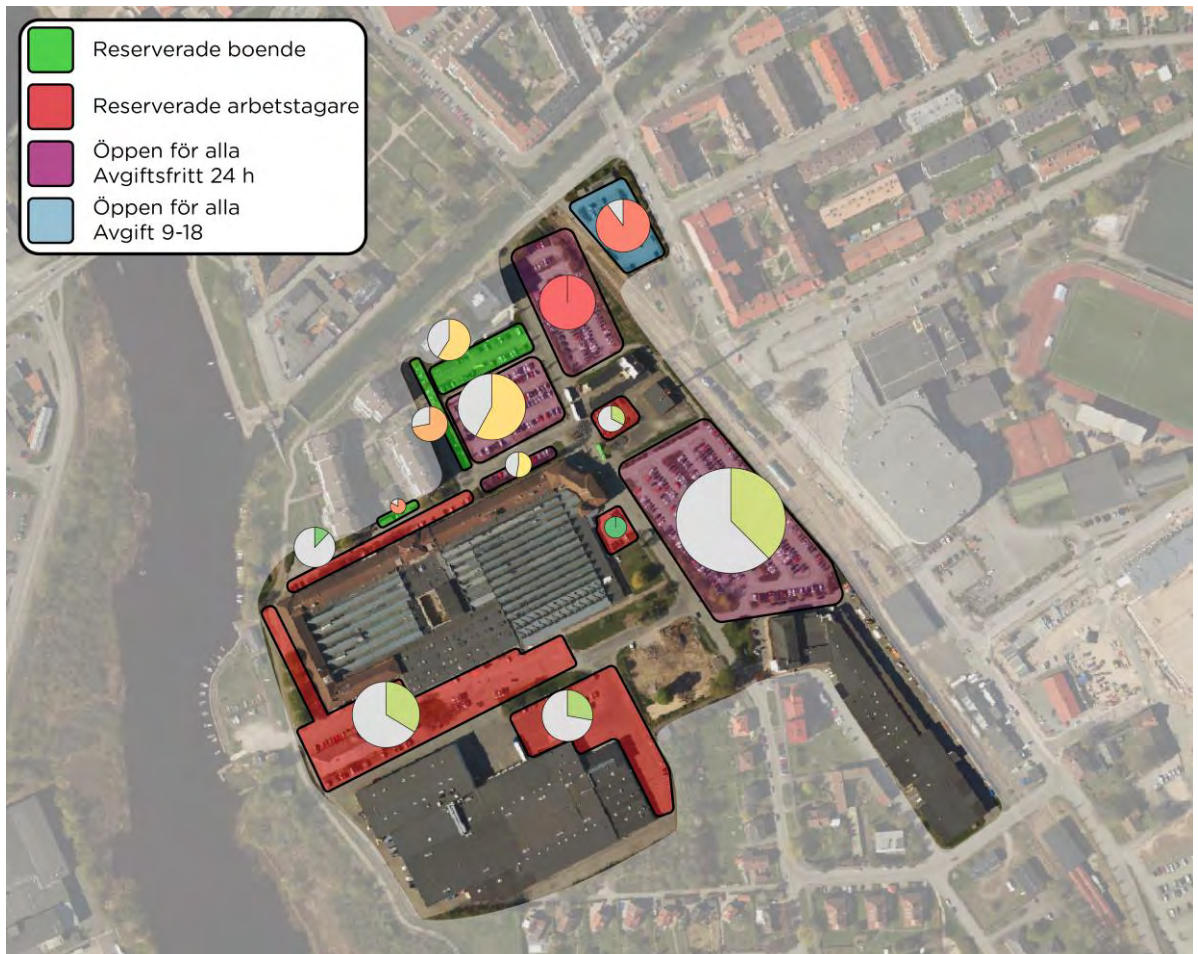 Reserverade boende
Reserverade arbetstagare
Öppen för alla
Avgiftsfritt 24 h
Öppen för alla
Avgift 9-18